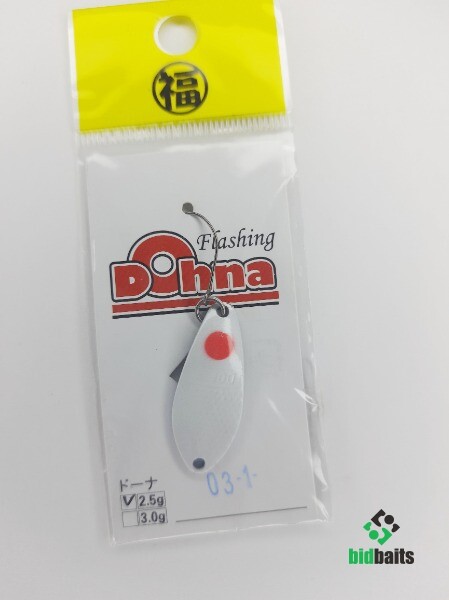 福
Flashing
Dohna
03-1-
ドーナ
2.5g
3.0g
bidbaits